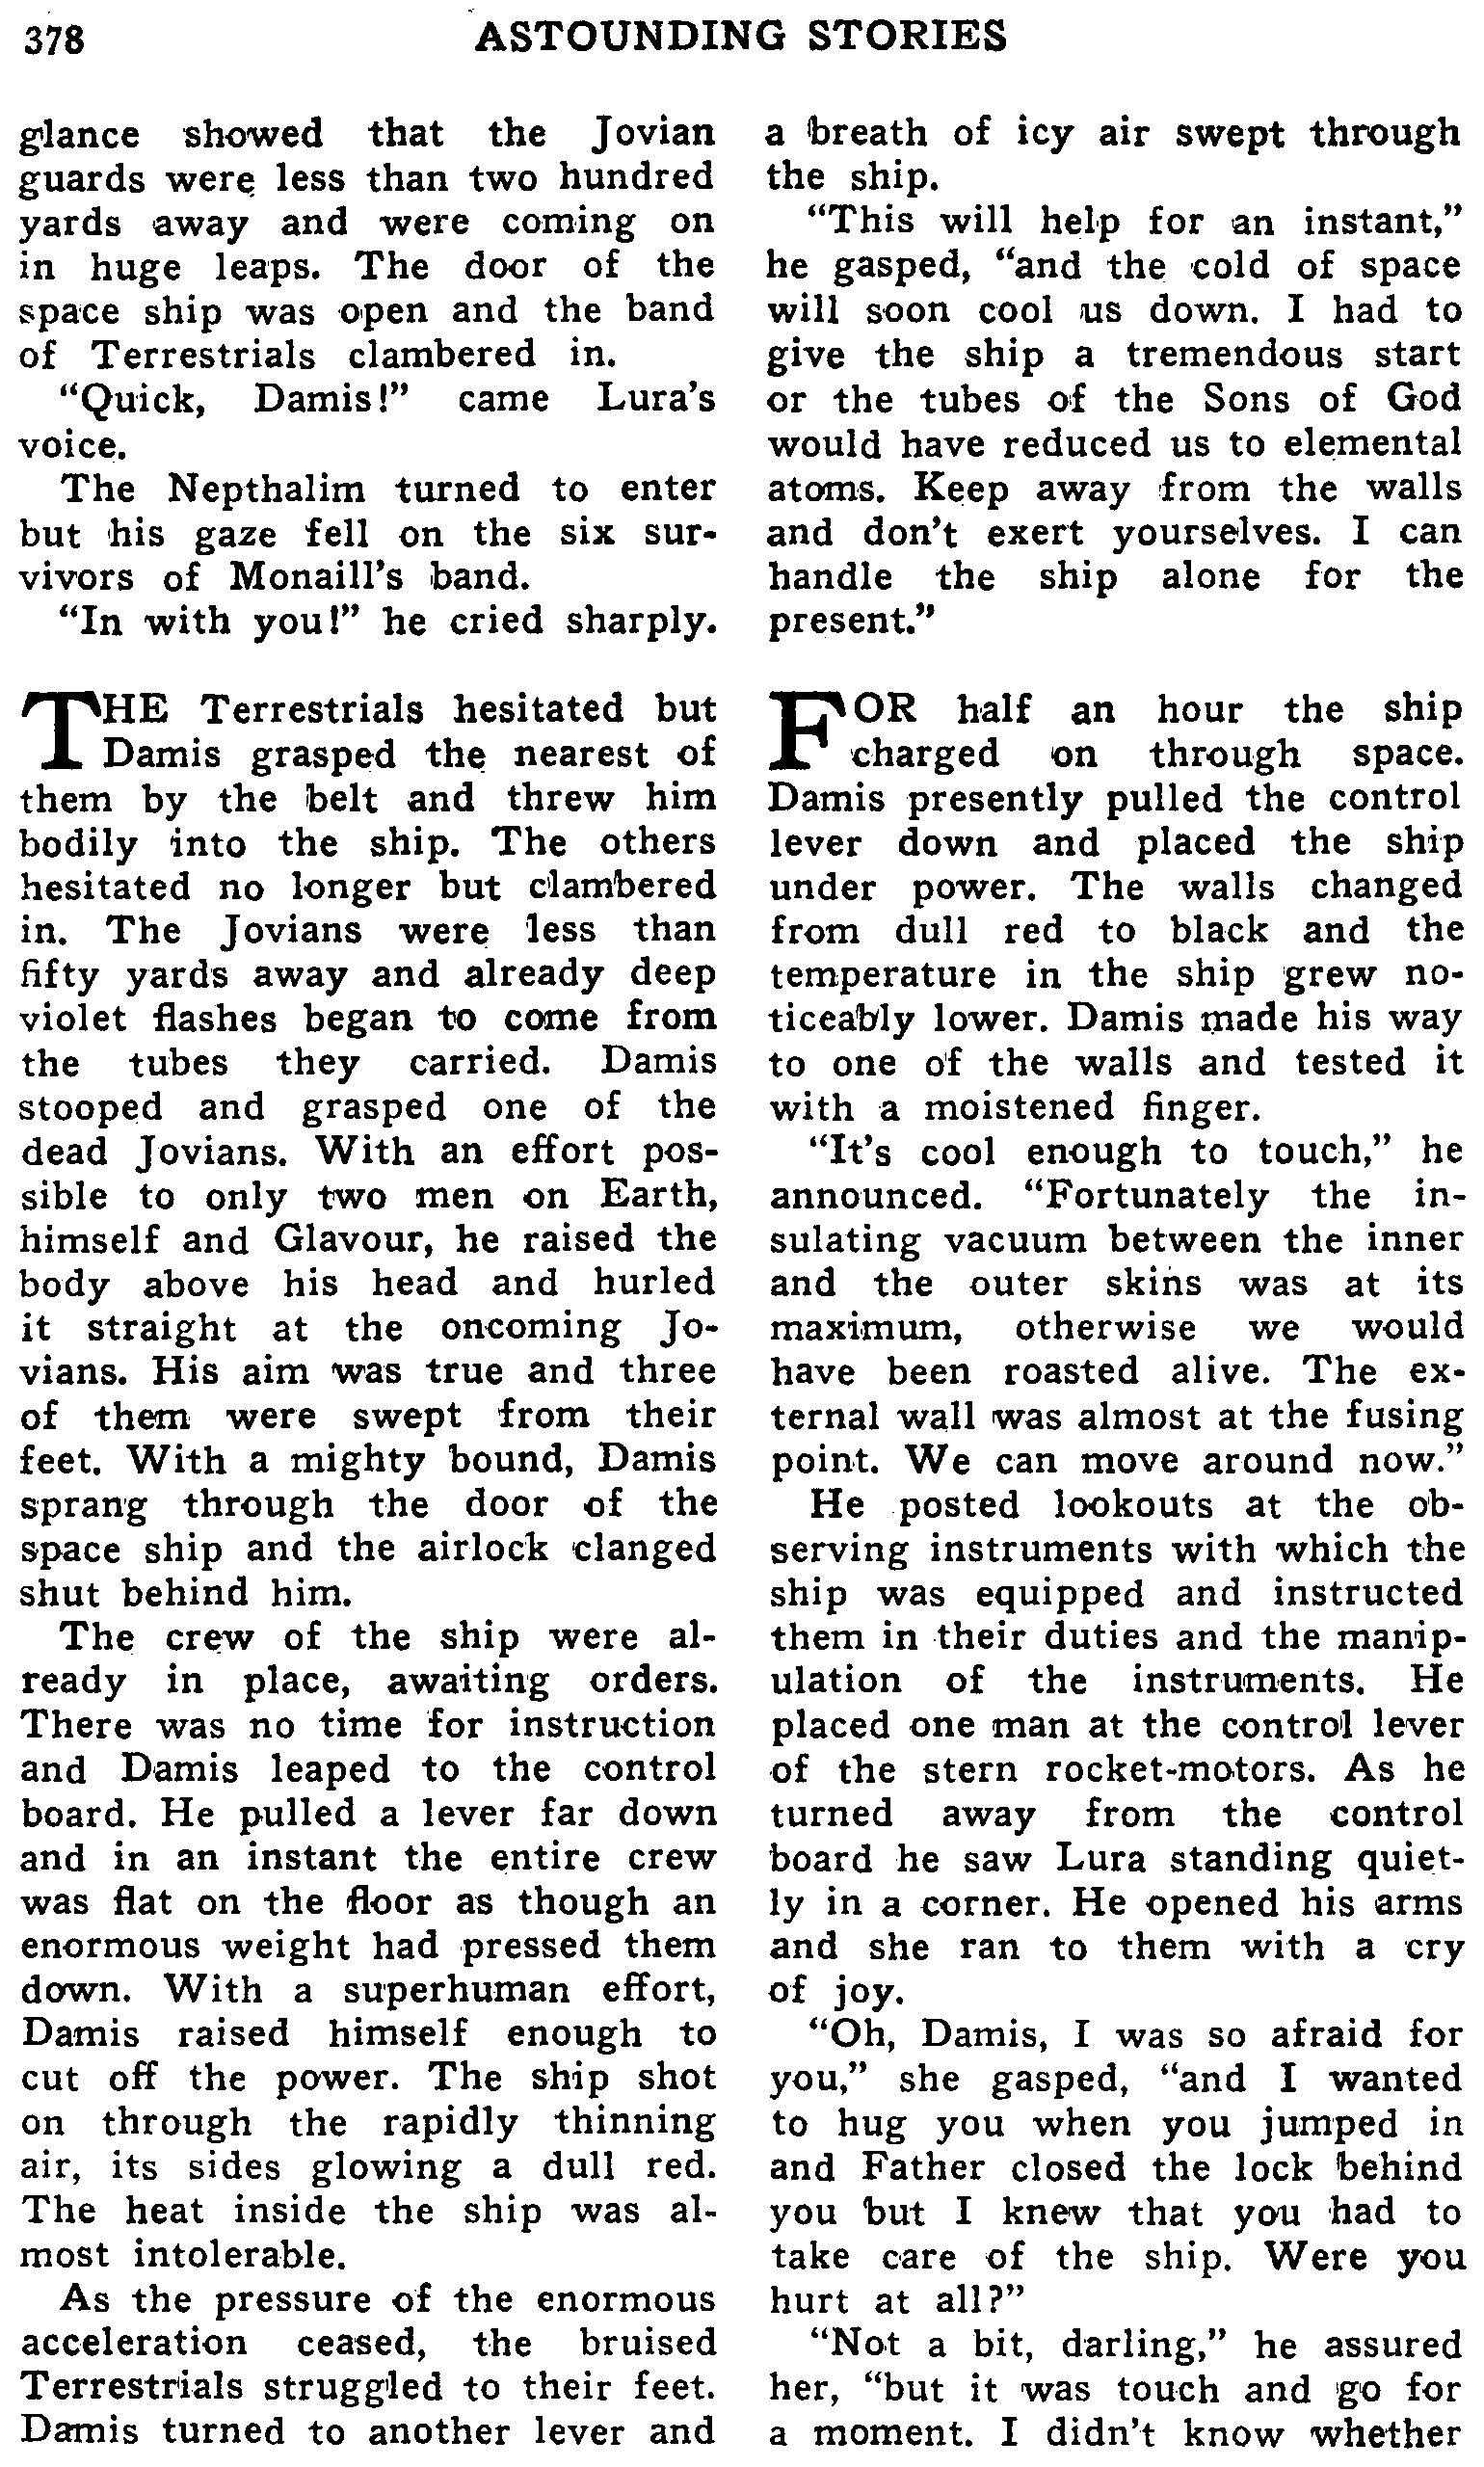 378
ASTOUNDING STORIES
glance showed that the Jovian
guards were less than two hundred
yards away and were coming on
in huge leaps. The door of the
space ship was open and the band
of Terrestrials clambered in.
“Quick, Damis!” came Lura’s
voice.
The Nepthalim turned to enter
but his gaze fell on the six sur-
vivors of Monaill’s band.
“In with you!” he cried sharply.
THE Terrestrials hesitated but
Damis grasped the nearest of
them by the belt and threw him
bodily into the ship. The others
hesitated no longer but clambered
in. The Jovians were less than
fifty yards away and already deep
violet flashes began to come from
the tubes they carried. Damis
stooped and grasped one of the
dead Jovians. With an effort pos-
sible to only two men on Earth,
himself and Glavour, he raised the
body above his head and hurled
it straight at the oncoming Jo-
vians. His aim was true and three
of them were swept from their
feet. With a mighty bound, Damis
sprang through the door of the
space ship and the airlock clanged
shut behind him.
The crew of the ship were al-
ready in place, awaiting orders.
There was no time for instruction
and Damis leaped to the control
board. He pulled a lever far down
and in an instant the entire crew
was flat on the floor as though an
enormous weight had pressed them
down. With a superhuman effort,
Damis raised himself enough to
cut off the power. The ship shot
on through the rapidly thinning
air, its sides glowing a dull red.
The heat inside the ship was al-
most intolerable.
As the pressure of the enormous
acceleration ceased, the bruised
Terrestrials struggled to their feet.
Damis turned to another lever and
a breath of icy air swept through
the ship.
“This will help for an instant,”
he gasped, “and the cold of space
will soon cool us down. I had to
give the ship a tremendous start
or the tubes of the Sons of God
would have reduced us to elemental
atoms. Keep away from the walls
and don’t exert yourselves. I can
handle the ship alone for the
present.”
FOR half an hour the ship
charged on through space.
Damis presently pulled the control
lever down and placed the ship
under power. The walls changed
from dull red to black and the
temperature in the ship grew no-
ticeably lower. Damis made his way
to one of the walls and tested it
with a moistened finger.
“It’s cool enough to touch,” he
announced. “Fortunately the in-
sulating vacuum between the inner
and the outer skins was at its
maximum, otherwise we would
have been roasted alive. The ex-
ternal wall was almost at the fusing
point. We can move around now.”
He posted lookouts at the ob-
serving instruments with which the
ship was equipped and instructed
them in their duties and the manip-
ulation of the instruments. He
placed one man at the control lever
of the stern rocket-motors. As he
turned away from the control
board he saw Lura standing quiet-
ly in a corner. He opened his arms
and she ran to them with a cry
of joy.
“Oh, Damis, I was so afraid for
you,” she gasped, “and I wanted
to hug you when you jumped in
and Father closed the lock behind
you but I knew that you had to
take care of the ship. Were you
hurt at all?”
“Not a bit, darling,” he assured
her, “but it was touch and go for
a moment. I didn’t know whether